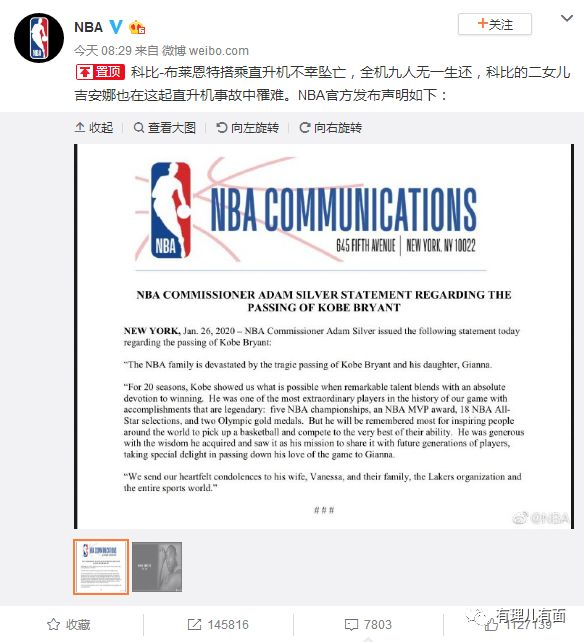 NBA
+关注
今天 08:29 来自 微博 weibo.com
置顶 科比-布莱恩特搭乘直升机不幸坠亡，全机九人无一生还，科比的二女儿
吉安娜也在这起直升机事故中罹难。NBA官方发布声明如下：
收起 查看大图 向左旋转 向右旋转
NBA
NBA COMMUNICATIONS
645 FIFTH AVENUE | NEW YORK, NY 10022
NBA COMMISSIONER ADAM SILVER STATEMENT REGARDING THE
PASSING OF KOBE BRYANT
NEW YORK, Jan. 26, 2020 – NBA Commissioner Adam Silver issued the following statement today
regarding the passing of Kobe Bryant:
“The NBA family is devastated by the tragic passing of Kobe Bryant and his daughter, Gianna.
“For 20 seasons, Kobe showed us what is possible when remarkable talent blends with an absolute
devotion to winning. He was one of the most extraordinary players in the history of our game with
accomplishments that are legendary: five NBA championships, an NBA MVP award, 18 NBA All-
Star selections, and two Olympic gold medals. But he will be remembered most for inspiring people
around the world to pick up a basketball and compete to the very best of their ability. He was generous
with the wisdom he acquired and saw it as his mission to share it with future generations of players,
taking special delight in passing down his love of the game to Gianna.
“We send our heartfelt condolences to his wife, Vanessa, and their family, the Lakers organization and
the entire sports world.”
# # #
@NBA
NBA COMMUNICATIONS
收藏 145816 7803 1127139
有理儿有面